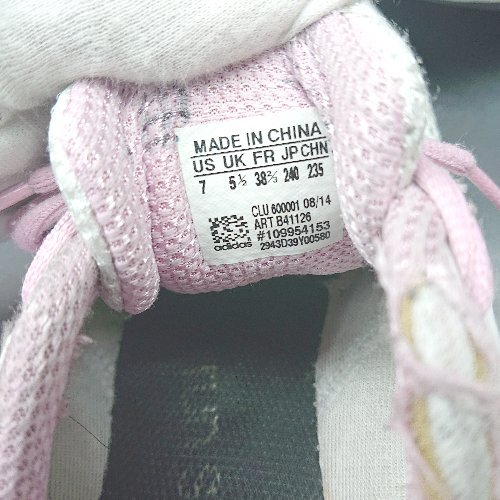 MADE IN CHINA
US UK FR JP CHN
7 5½ 38⅔ 240 235
CLU 600001 08/14
ART B41126
#109954153
adidas 2943D39Y00580